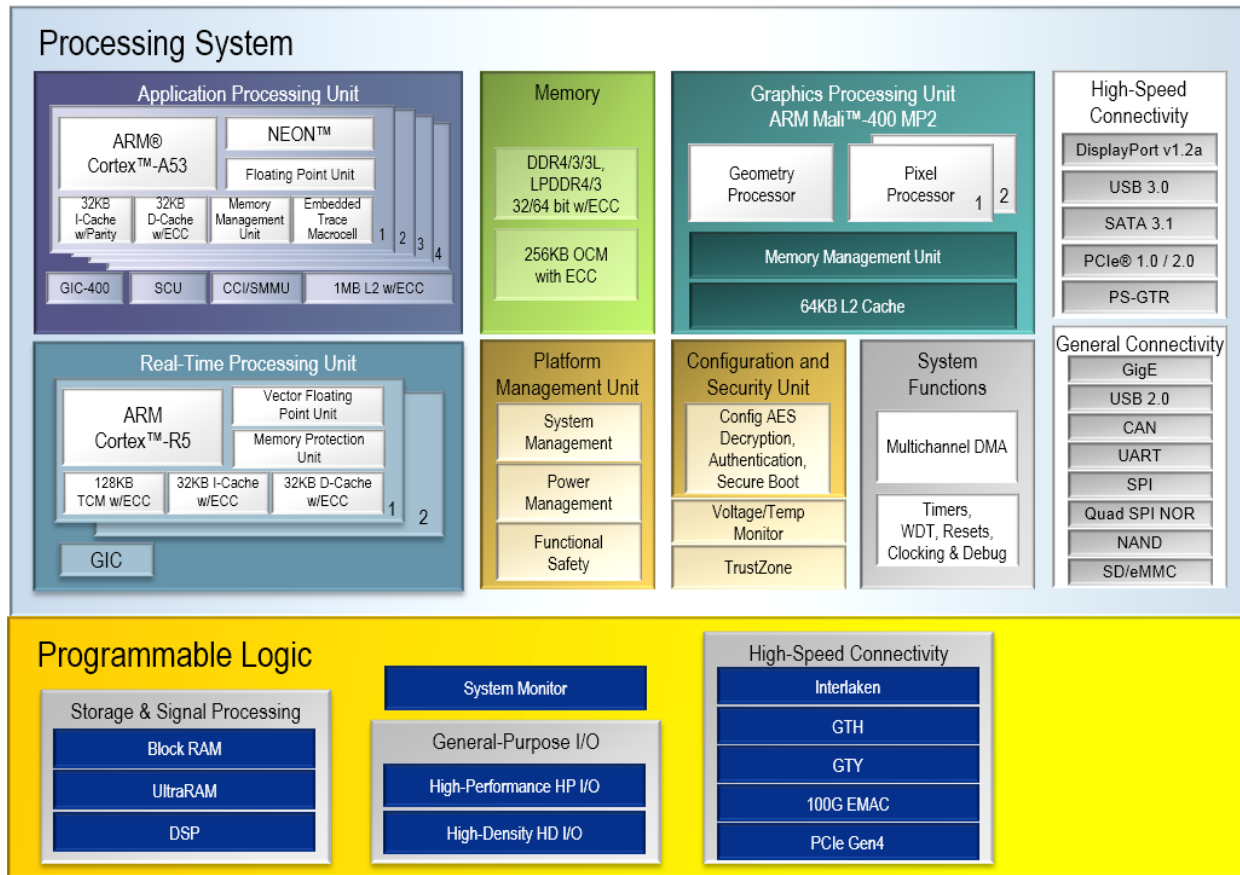 Processing System
Application Processing Unit
ARM®
Cortex™-A53
NEON™
Floating Point Unit
32KB
I-Cache
w/Parity
32KB
D-Cache
w/ECC
Memory
Management
Unit
Embedded
Trace
Macrocell
1
2
3
4
GIC-400
SCU
CCI/SMMU
1MB L2 w/ECC
Memory
DDR4/3/3L,
LPDDR4/3
32/64 bit w/ECC
256KB OCM
with ECC
Graphics Processing Unit
ARM Mali™-400 MP2
Geometry
Processor
Pixel
Processor
1
2
Memory Management Unit
64KB L2 Cache
High-Speed
Connectivity
DisplayPort v1.2a
USB 3.0
SATA 3.1
PCIe® 1.0 / 2.0
PS-GTR
Real-Time Processing Unit
ARM
Cortex™-R5
Vector Floating
Point Unit
Memory Protection
Unit
128KB
TCM w/ECC
32KB I-Cache
w/ECC
32KB D-Cache
w/ECC
1
2
GIC
Platform
Management Unit
System
Management
Power
Management
Functional
Safety
Configuration and
Security Unit
Config AES
Decryption,
Authentication,
Secure Boot
Voltage/Temp
Monitor
TrustZone
System
Functions
Multichannel DMA
Timers,
WDT, Resets,
Clocking & Debug
General Connectivity
GigE
USB 2.0
CAN
UART
SPI
Quad SPI NOR
NAND
SD/eMMC
Programmable Logic
Storage & Signal Processing
Block RAM
UltraRAM
DSP
System Monitor
General-Purpose I/O
High-Performance HP I/O
High-Density HD I/O
High-Speed Connectivity
Interlaken
GTH
GTY
100G EMAC
PCIe Gen4